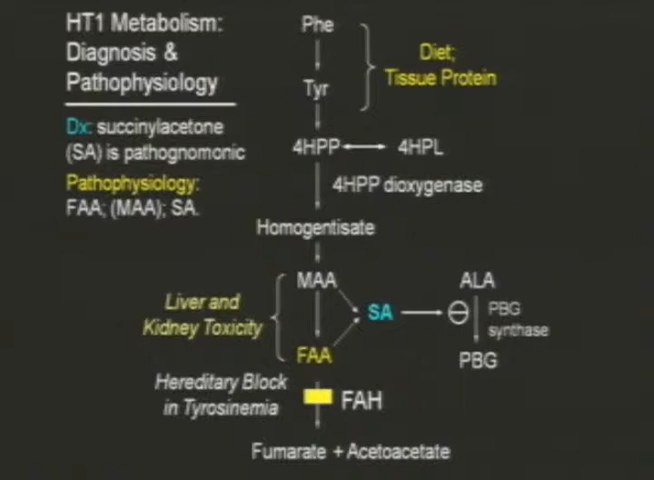 HT1 Metabolism:
Diagnosis &
Pathophysiology
Dx: succinylacetone
(SA) is pathognomonic
Pathophysiology:
FAA; (MAA); SA.
Phe
Diet;
Tissue Protein
Tyr
4HPP
4HPL
4HPP dioxygenase
Homogentisate
MAA
ALA
Liver and
Kidney Toxicity
SA
PBG
synthase
FAA
PBG
Hereditary Block
in Tyrosinemia
FAH
Fumarate + Acetoacetate